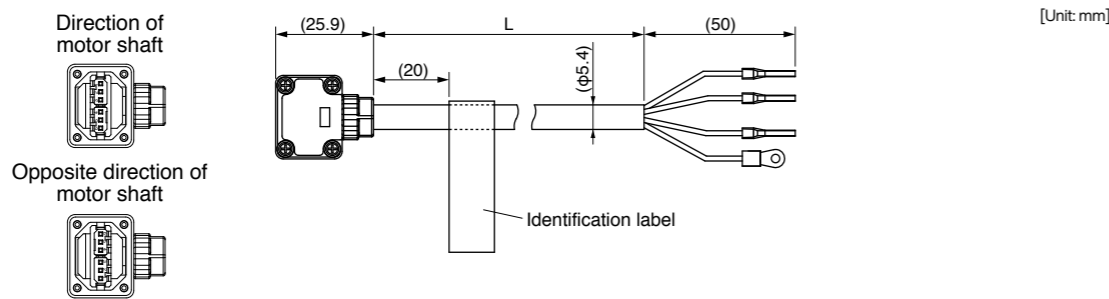 [Unit: mm]
Direction of
motor shaft
(25.9)
L
(50)
(20)
(φ5.4)
Opposite direction of
motor shaft
Identification label